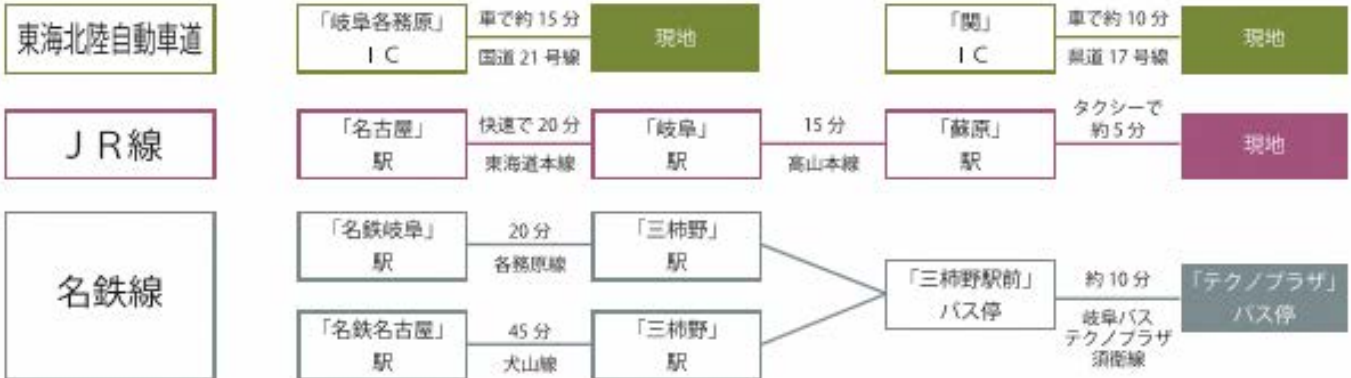 東海北陸自動車道
「岐阜各務原」
ＩＣ
車で約 15 分
国道 21 号線
現地
「関」
ＩＣ
車で約 10 分
県道 17 号線
現地
ＪＲ線
「名古屋」
駅
快速で 20 分
東海道本線
「岐阜」
駅
15 分
高山本線
「蘇原」
駅
タクシーで
約 5 分
現地
名鉄線
「名鉄岐阜」
駅
20 分
各務原線
「三柿野」
駅
「名鉄名古屋」
駅
45 分
犬山線
「三柿野」
駅
「三柿野駅前」
バス停
約 10 分
岐阜バス
テクノプラザ
須衛線
「テクノプラザ」
バス停